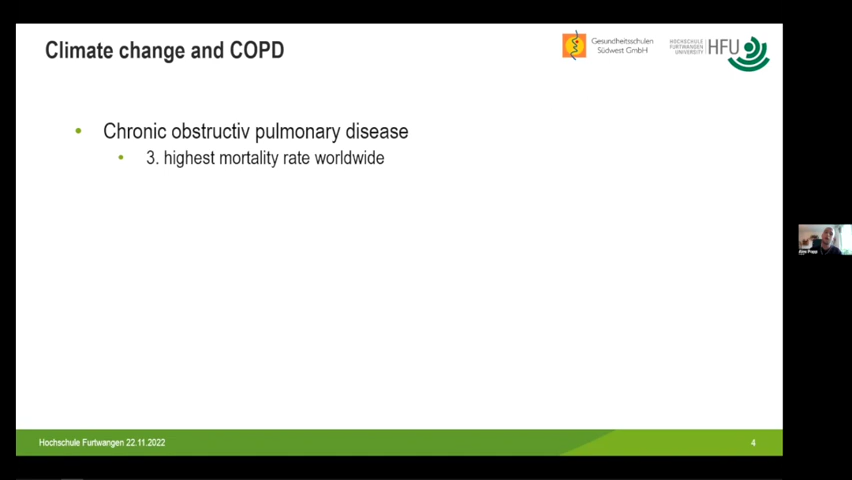 Climate change and COPD
Gesundheitsschulen
Südwest GmbH
HOCHSCHULE
FURTWANGEN
UNIVERSITY
HFU
• Chronic obstructiv pulmonary disease
• 3. highest mortality rate worldwide
Hochschule Furtwangen 22.11.2022
4